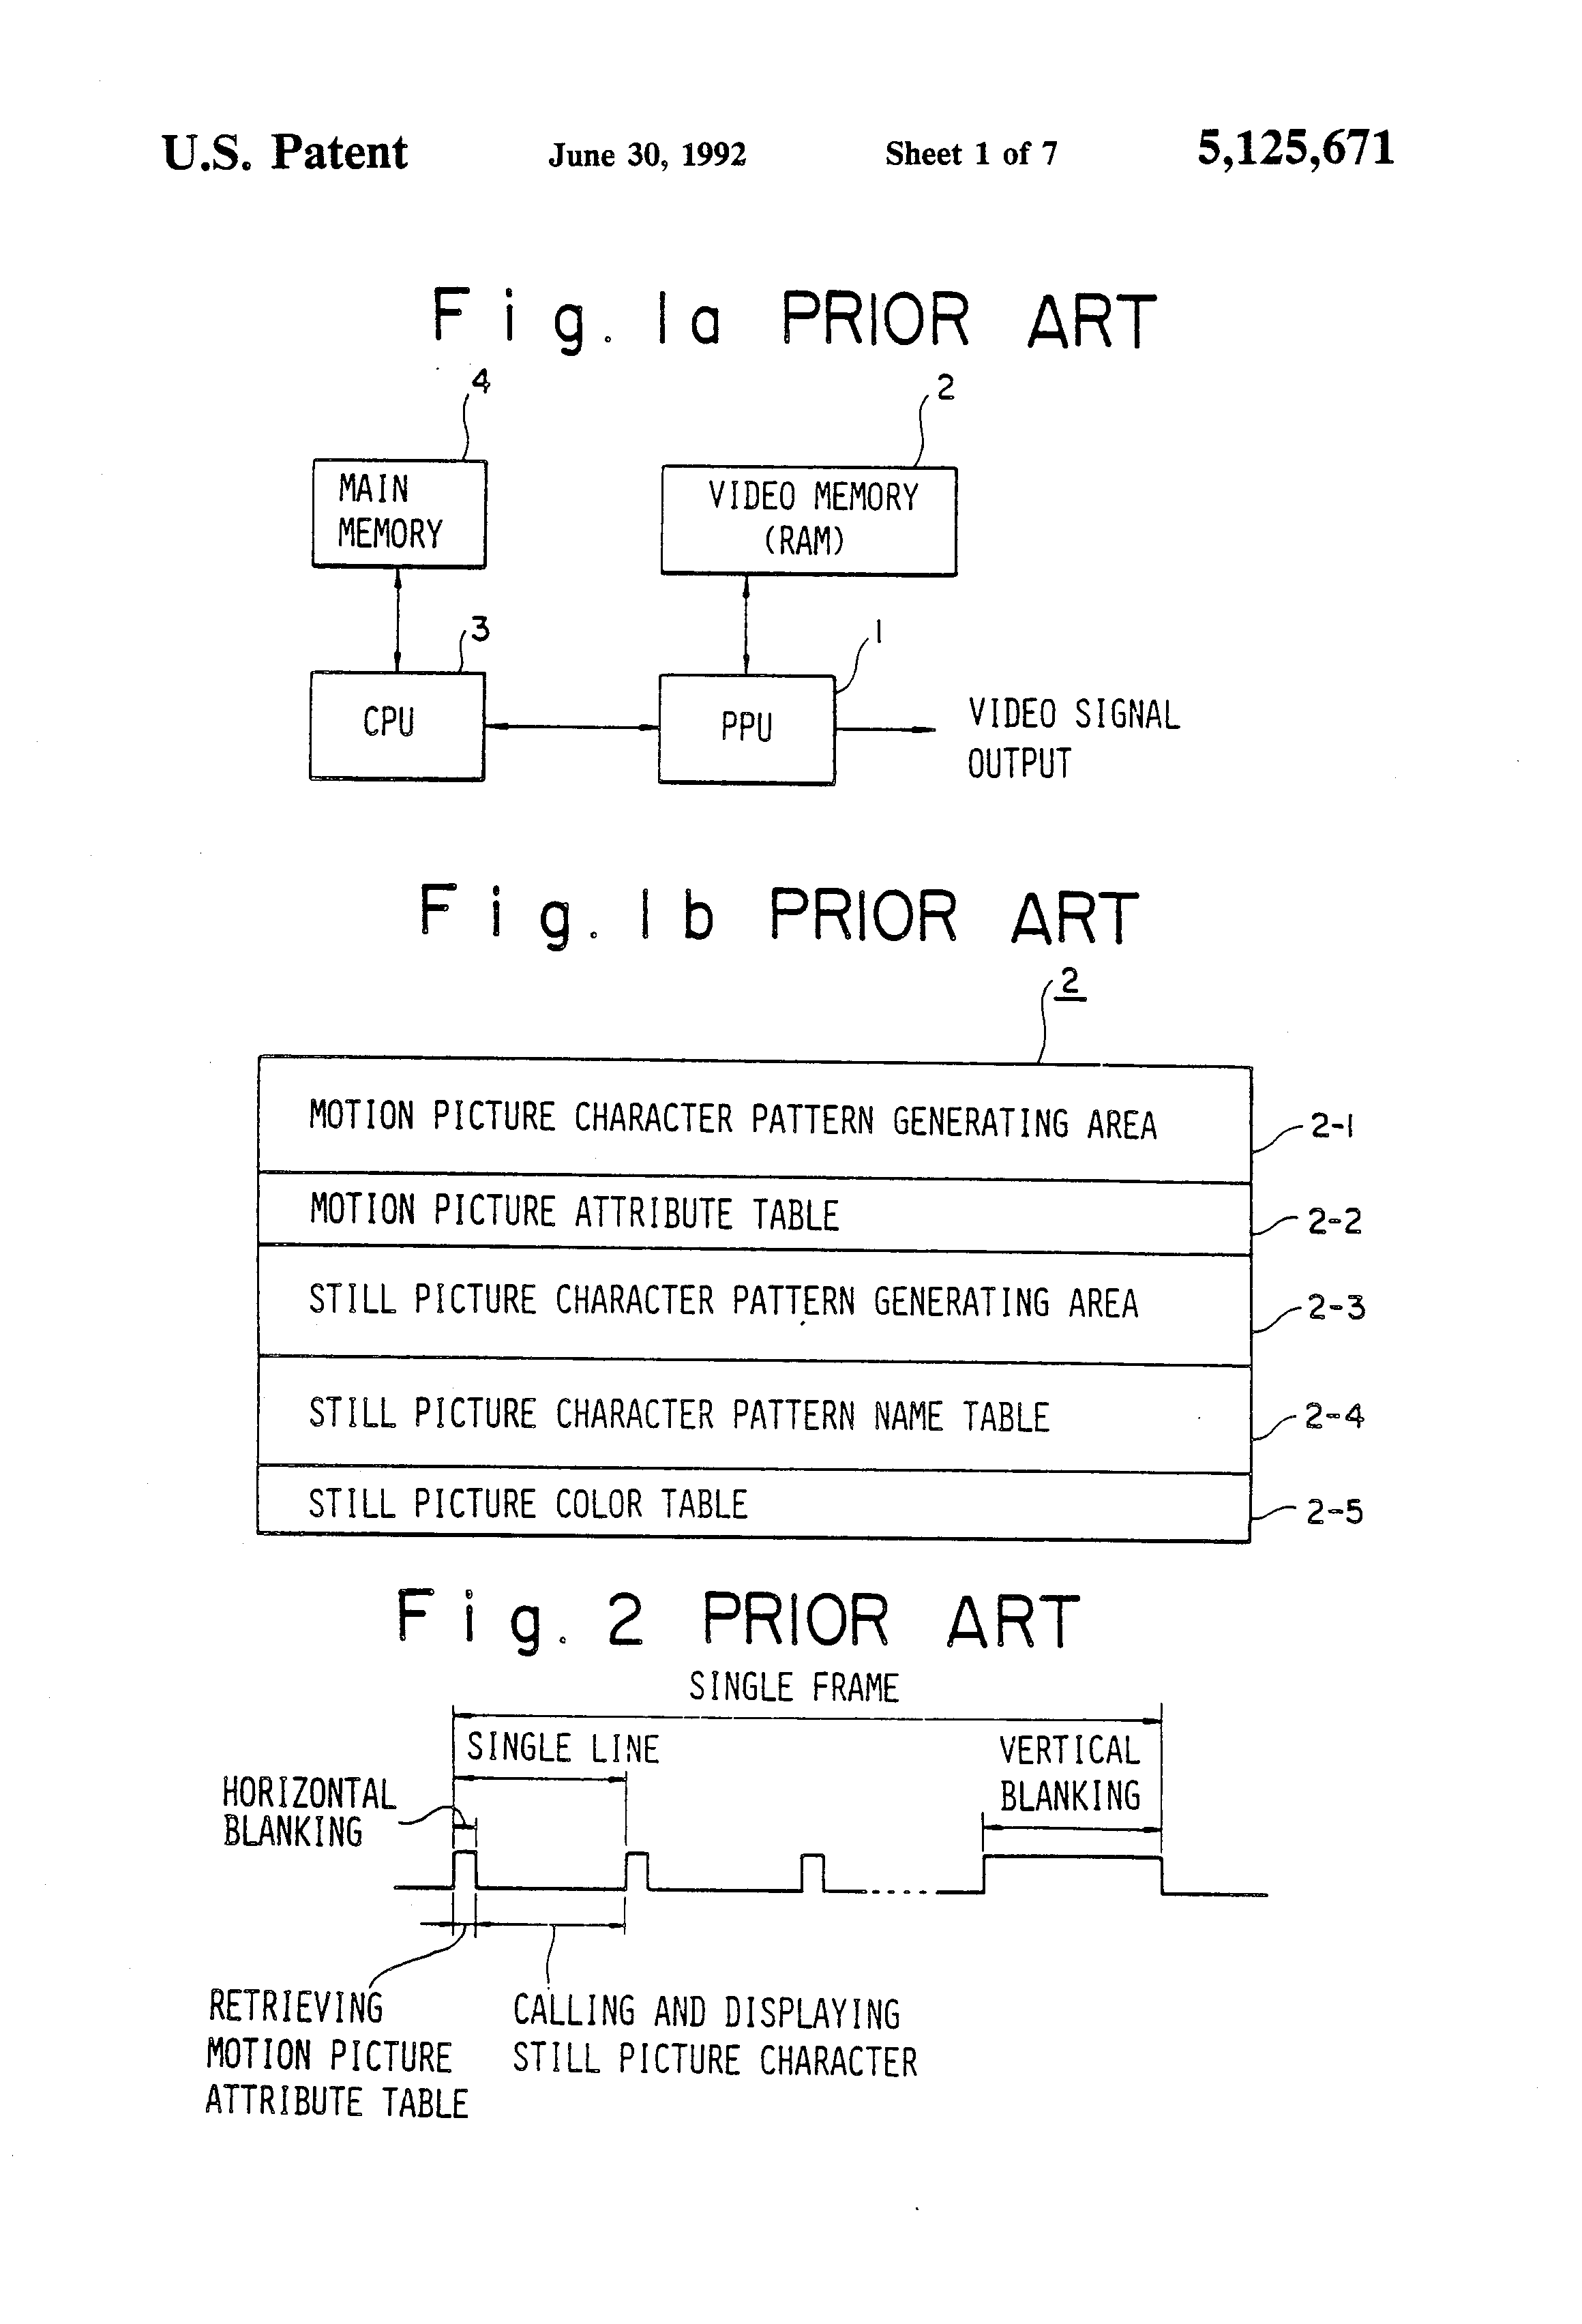 U.S. Patent June 30, 1992 Sheet 1 of 7 5,125,671
Fig. 1a PRIOR ART
4
2
MAIN
MEMORY
VIDEO MEMORY
(RAM)
3
1
CPU
PPU
VIDEO SIGNAL
OUTPUT
Fig. 1b PRIOR ART
2
MOTION PICTURE CHARACTER PATTERN GENERATING AREA 2-1
MOTION PICTURE ATTRIBUTE TABLE 2-2
STILL PICTURE CHARACTER PATTERN GENERATING AREA 2-3
STILL PICTURE CHARACTER PATTERN NAME TABLE 2-4
STILL PICTURE COLOR TABLE 2-5
Fig. 2 PRIOR ART
SINGLE FRAME
SINGLE LINE
VERTICAL
BLANKING
HORIZONTAL
BLANKING
RETRIEVING
MOTION PICTURE
ATTRIBUTE TABLE
CALLING AND DISPLAYING
STILL PICTURE CHARACTER